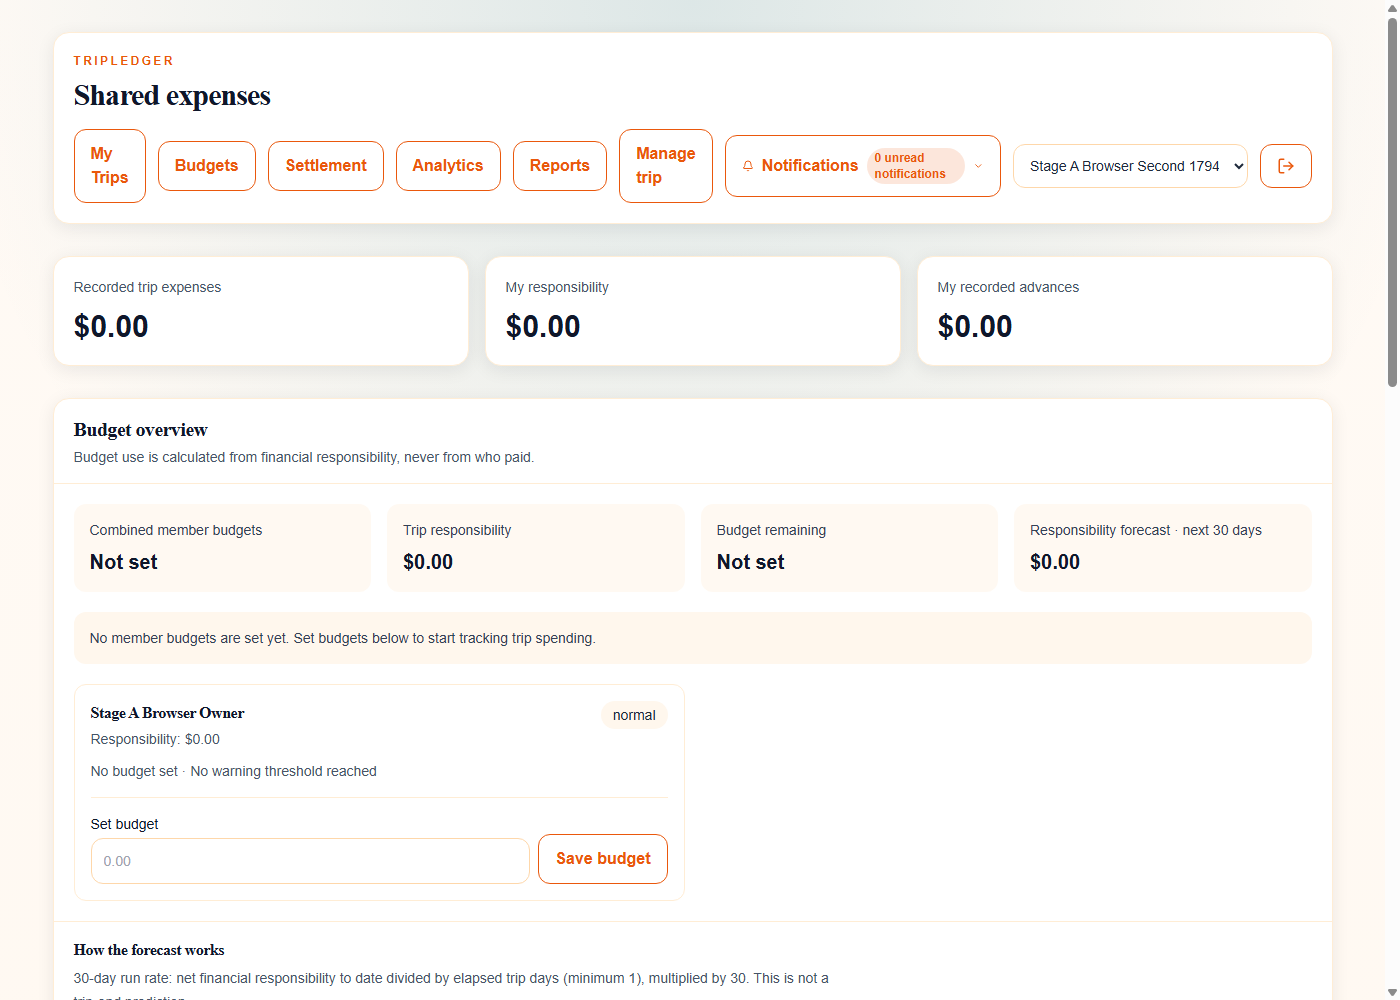 TRIPLEDGER
Shared expenses
My
Trips
Budgets
Settlement
Analytics
Reports
Manage
trip
Notifications
0 unread
notifications
Stage A Browser Second 1794
Recorded trip expenses
$0.00
My responsibility
$0.00
My recorded advances
$0.00
Budget overview
Budget use is calculated from financial responsibility, never from who paid.
Combined member budgets
Not set
Trip responsibility
$0.00
Budget remaining
Not set
Responsibility forecast · next 30 days
$0.00
No member budgets are set yet. Set budgets below to start tracking trip spending.
Stage A Browser Owner
normal
Responsibility: $0.00
No budget set · No warning threshold reached
Set budget
0.00
Save budget
How the forecast works
30-day run rate: net financial responsibility to date divided by elapsed trip days (minimum 1), multiplied by 30. This is not a
trip-end prediction.